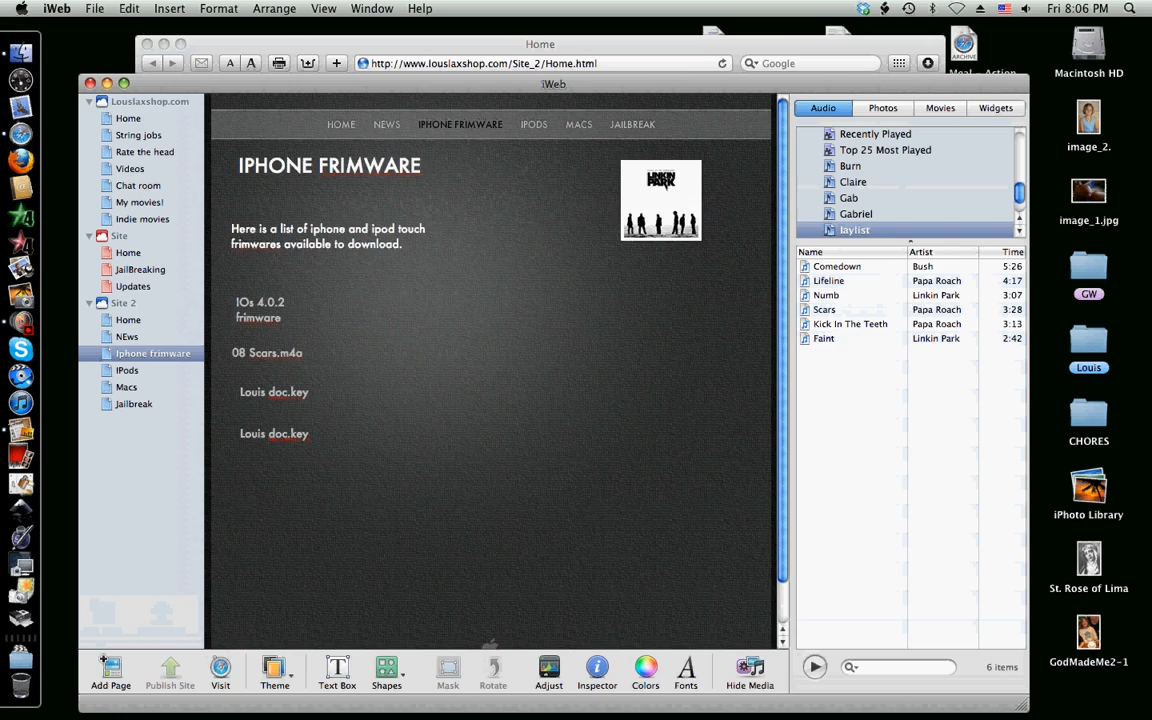 iWeb File Edit Insert Format Arrange View Window Help
Fri 8:06 PM
Home
A A
http://www.louslaxshop.com/Site_2/Home.html
Google
iWeb
Louslaxshop.com
Home
String jobs
Rate the head
Videos
Chat room
My movies!
Indie movies
Site
Home
JailBreaking
Updates
Site 2
Home
NEws
Iphone frimware
IPods
Macs
Jailbreak
HOME NEWS IPHONE FRIMWARE IPODS MACS JAILBREAK
IPHONE FRIMWARE
LINKIN
PARK
Here is a list of iphone and ipod touch
frimwares available to download.
IOs 4.0.2
frimware
08 Scars.m4a
Louis doc.key
Louis doc.key
Audio Photos Movies Widgets
Recently Played
Top 25 Most Played
Burn
Claire
Gab
Gabriel
laylist
Name Artist Time
Comedown Bush 5:26
Lifeline Papa Roach 4:17
Numb Linkin Park 3:07
Scars Papa Roach 3:28
Kick In The Teeth Papa Roach 3:13
Faint Linkin Park 2:42
6 items
Add Page Publish Site Visit Theme Text Box Shapes Mask Rotate Adjust Inspector Colors Fonts Hide Media
ARCHIVE
Macintosh HD
image_2.
image_1.jpg
GW
Louis
CHORES
iPhoto Library
St. Rose of Lima
GodMadeMe2-1